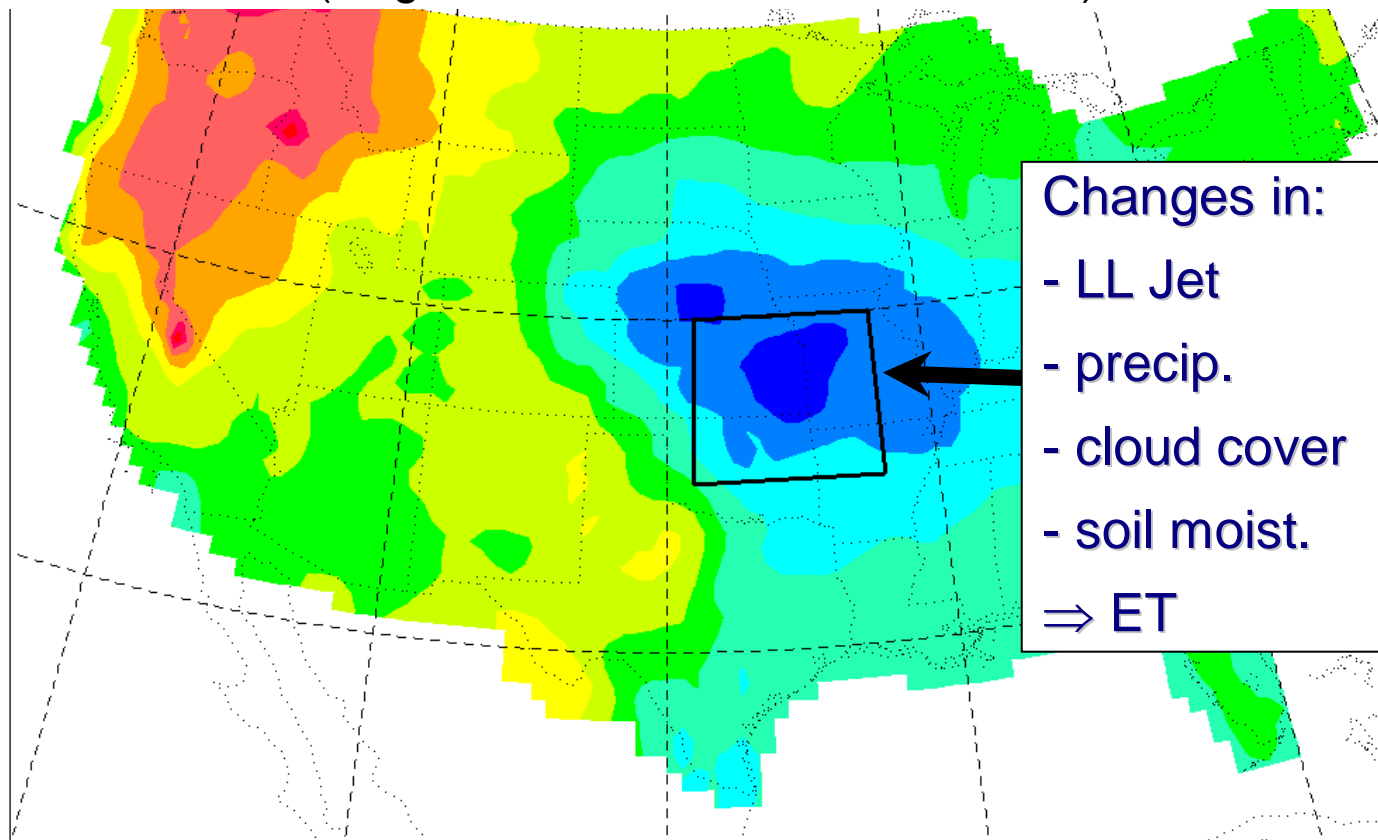 Changes in:
- LL Jet
- precip.
- cloud cover
- soil moist.
⇒ ET